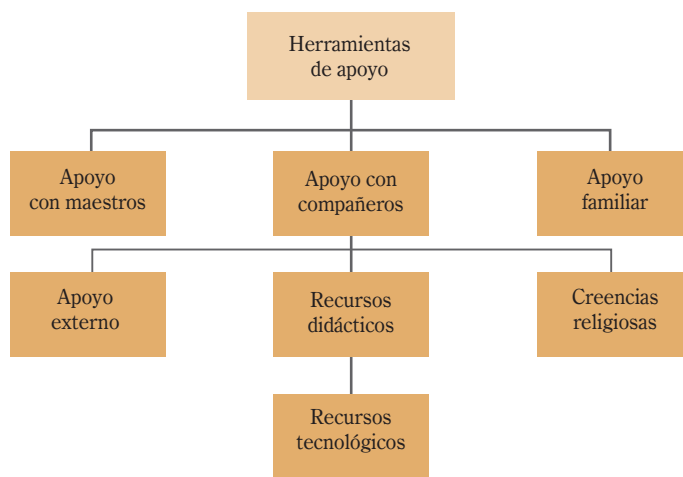 Herramientas
de apoyo
Apoyo
con maestros
Apoyo con
compañeros
Apoyo
familiar
Apoyo
externo
Recursos
didácticos
Creencias
religiosas
Recursos
tecnológicos